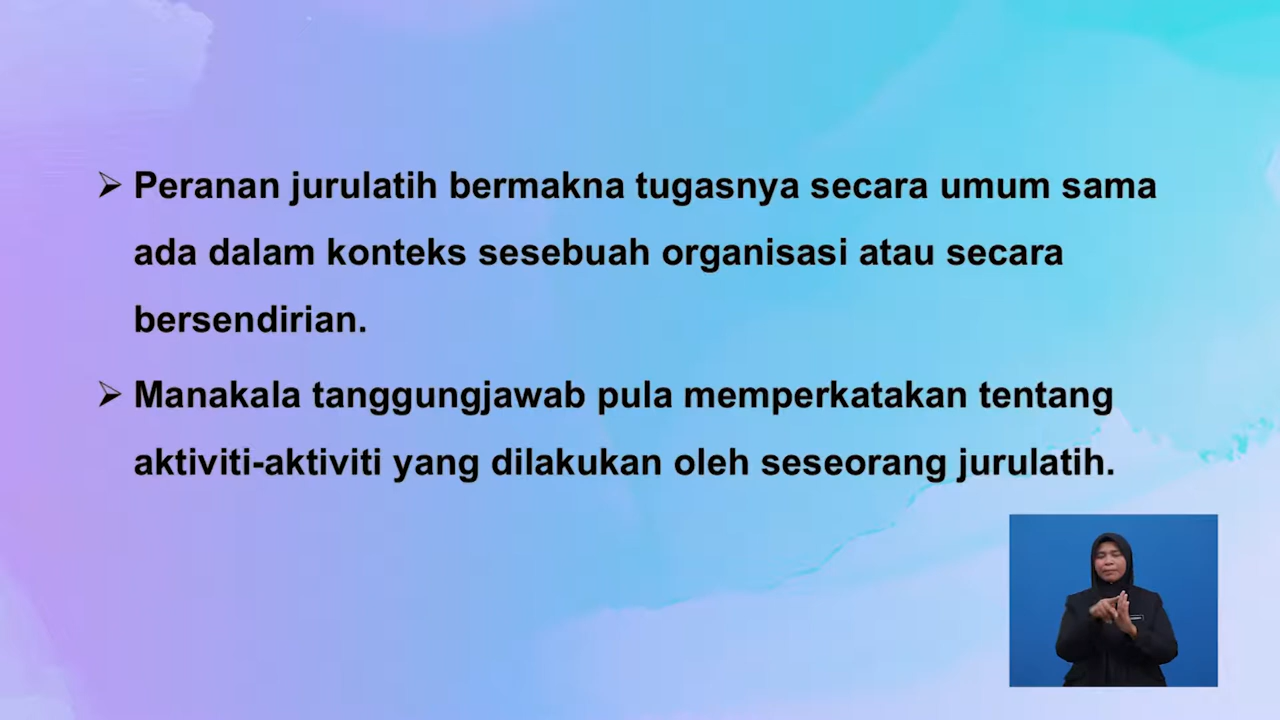 ➢ Peranan jurulatih bermakna tugasnya secara umum sama
ada dalam konteks sesebuah organisasi atau secara
bersendirian.
➢ Manakala tanggungjawab pula memperkatakan tentang
aktiviti-aktiviti yang dilakukan oleh seseorang jurulatih.